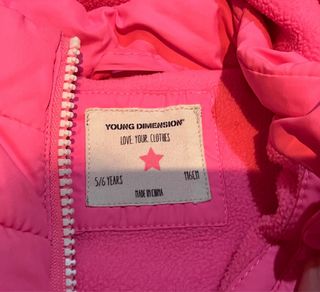 YOUNG DIMENSION®
LOVE. YOUR. CLOTHES
5/6 YEARS 116CM
MADE IN CHINA